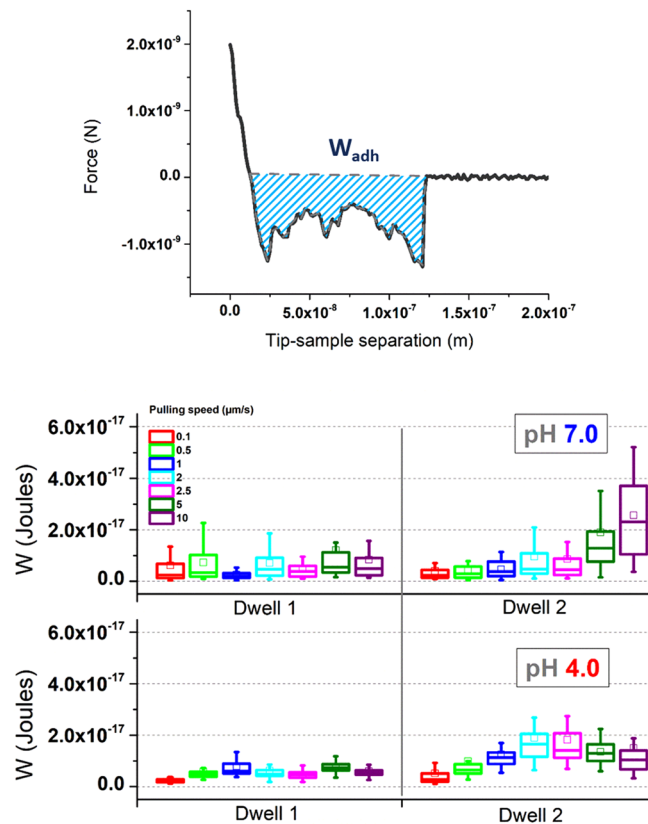 2.0x10⁻⁹
1.0x10⁻⁹
0.0
-1.0x10⁻⁹
Force (N)
W_adh
0.0 5.0x10⁻⁸ 1.0x10⁻⁷ 1.5x10⁻⁷ 2.0x10⁻⁷
Tip-sample separation (m)
Pulling speed (µm/s)
0.1
0.5
1
2
2.5
5
10
pH 7.0
6.0x10⁻¹⁷
4.0x10⁻¹⁷
2.0x10⁻¹⁷
0.0
W (Joules)
Dwell 1 Dwell 2
pH 4.0
6.0x10⁻¹⁷
4.0x10⁻¹⁷
2.0x10⁻¹⁷
0.0
W (Joules)
Dwell 1 Dwell 2